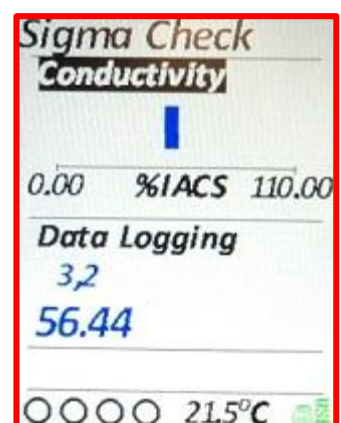 Sigma Check
Conductivity
0.00 %IACS 110.00
Data Logging
3,2
56.44
21.5°C